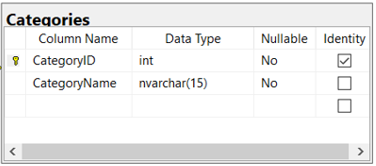 Categories
Column Name Data Type Nullable Identity
CategoryID int No
CategoryName nvarchar(15) No